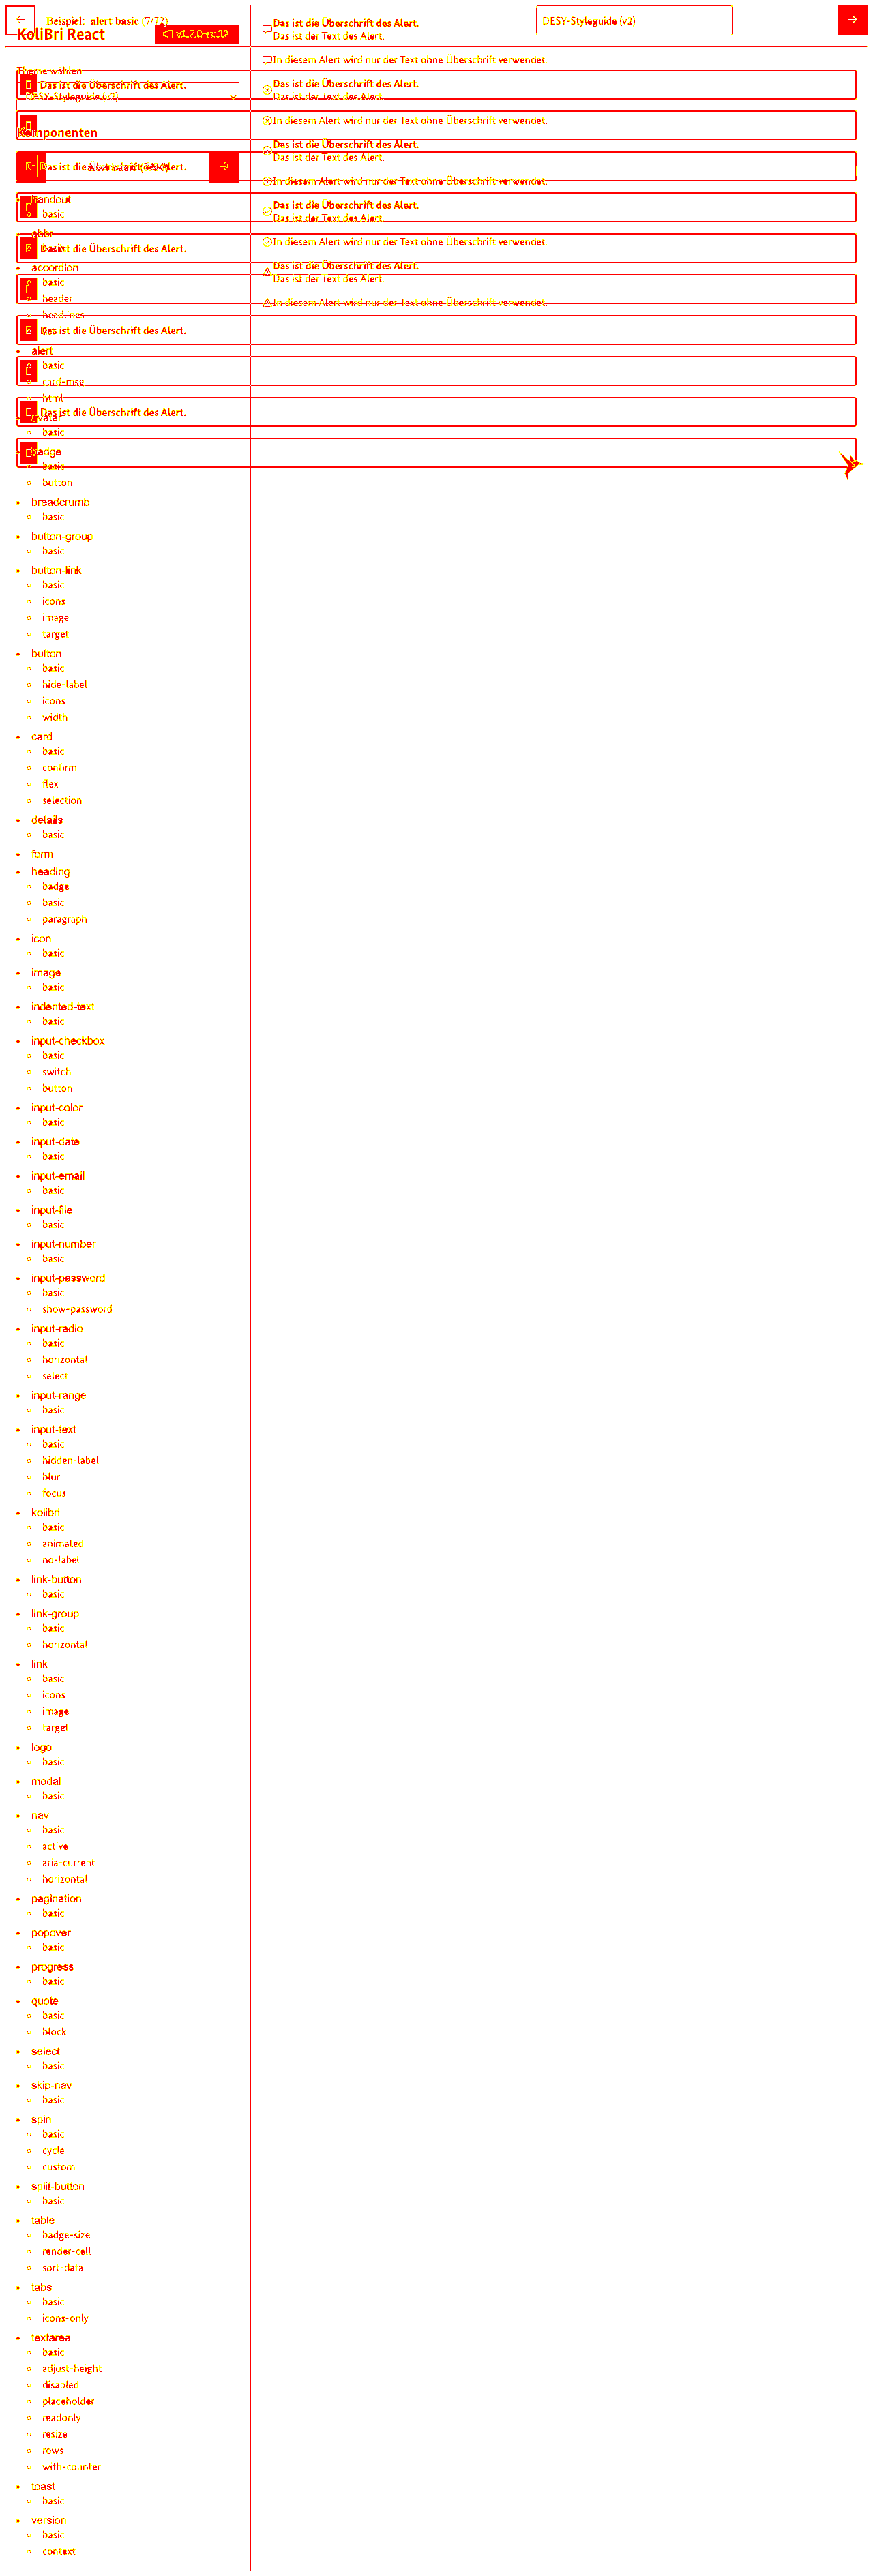 Beispiel: alert basic (7/72)
KoliBri React
v1.7.0-rc.12
DESY-Styleguide (v2)
Theme wählen
DESY-Styleguide (v2)
Komponenten
Das ist die Überschrift des Alert.
Das ist die Überschrift des Alert.
Das ist die Überschrift des Alert.
Das ist die Überschrift des Alert.
Das ist die Überschrift des Alert.
Das ist die Überschrift des Alert.
Das ist der Text des Alert.
In diesem Alert wird nur der Text ohne Überschrift verwendet.
Das ist die Überschrift des Alert.
Das ist der Text des Alert.
In diesem Alert wird nur der Text ohne Überschrift verwendet.
Das ist die Überschrift des Alert.
Das ist der Text des Alert.
In diesem Alert wird nur der Text ohne Überschrift verwendet.
Das ist die Überschrift des Alert.
Das ist der Text des Alert.
In diesem Alert wird nur der Text ohne Überschrift verwendet.
Das ist die Überschrift des Alert.
Das ist der Text des Alert.
In diesem Alert wird nur der Text ohne Überschrift verwendet.
handout
basic
abbr
basic
accordion
basic
header
headlines
list
alert
basic
card-msg
html
avatar
basic
badge
basic
button
breadcrumb
basic
button-group
basic
button-link
basic
icons
image
target
button
basic
hide-label
icons
width
card
basic
confirm
flex
selection
details
basic
form
heading
badge
basic
paragraph
icon
basic
image
basic
indented-text
basic
input-checkbox
basic
switch
button
input-color
basic
input-date
basic
input-email
basic
input-file
basic
input-number
basic
input-password
basic
show-password
input-radio
basic
horizontal
select
input-range
basic
input-text
basic
hidden-label
blur
focus
kolibri
basic
animated
no-label
link-button
basic
link-group
basic
horizontal
link
basic
icons
image
target
logo
basic
modal
basic
nav
basic
active
aria-current
horizontal
pagination
basic
popover
basic
progress
basic
quote
basic
block
select
basic
skip-nav
basic
spin
basic
cycle
custom
split-button
basic
table
badge-size
render-cell
sort-data
tabs
basic
icons-only
textarea
basic
adjust-height
disabled
placeholder
readonly
resize
rows
with-counter
toast
basic
version
basic
context